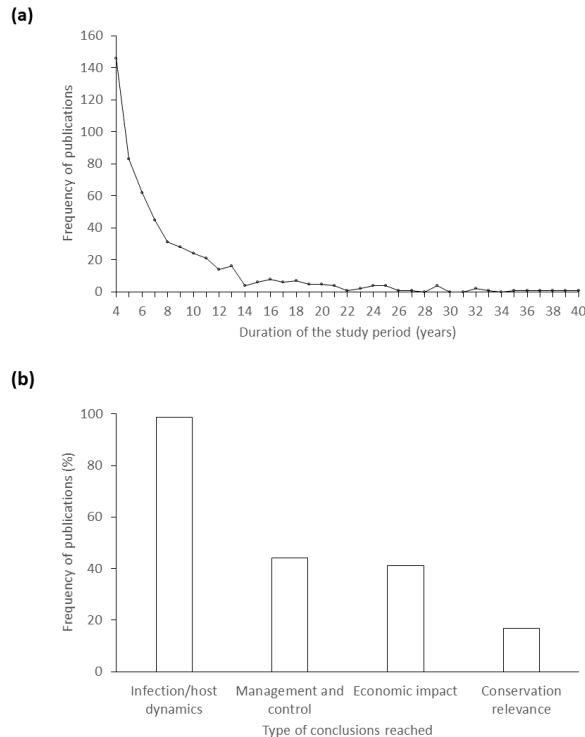 (a)
160
140
120
100
80
60
40
20
0
Frequency of publications
4 6 8 10 12 14 16 18 20 22 24 26 28 30 32 34 36 38 40
Duration of the study period (years)
(b)
100
80
60
40
20
0
Frequency of publications (%)
Infection/host Management and Economic impact Conservation
dynamics control relevance
Type of conclusions reached